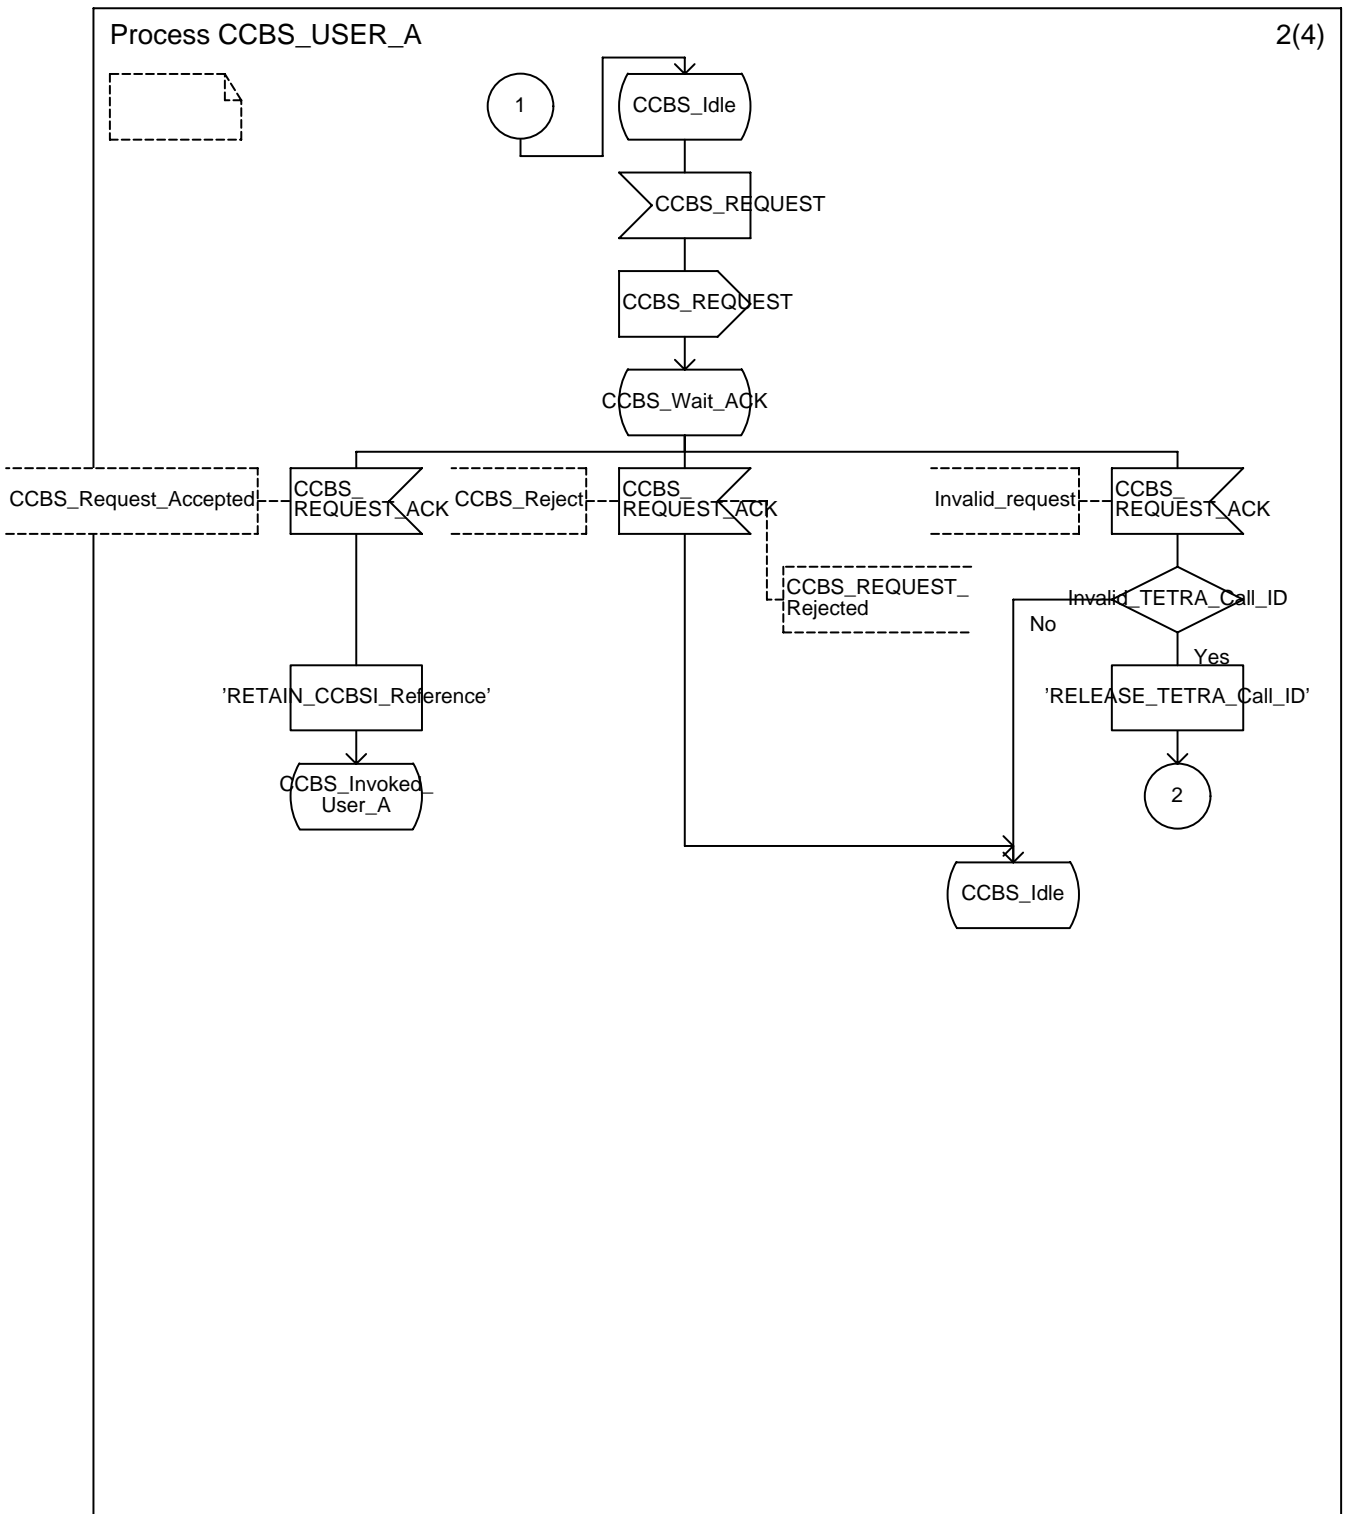 Process CCBS_USER_A
2(4)
1
CCBS_Idle
CCBS_REQUEST
CCBS_REQUEST
CCBS_Wait_ACK
CCBS_Request_Accepted
CCBS_
REQUEST_ACK
CCBS_Reject
CCBS_
REQUEST_ACK
Invalid_request
CCBS_
REQUEST_ACK
CCBS_REQUEST_
Rejected
Invalid_TETRA_Call_ID
No
Yes
’RETAIN_CCBSI_Reference’
’RELEASE_TETRA_Call_ID’
CCBS_Invoked_
User_A
2
CCBS_Idle